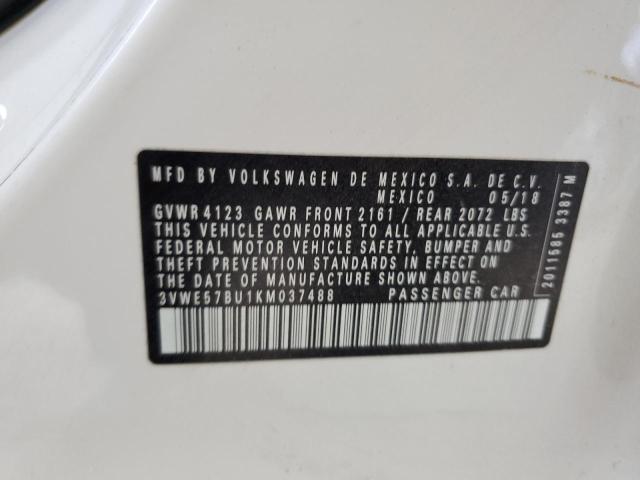 MFD BY VOLKSWAGEN DE MEXICO S.A. DE C.V.
MEXICO 05/18
GVWR 4123 GAWR FRONT 2161 / REAR 2072 LBS
THIS VEHICLE CONFORMS TO ALL APPLICABLE U.S.
FEDERAL MOTOR VEHICLE SAFETY, BUMPER AND
THEFT PREVENTION STANDARDS IN EFFECT ON
THE DATE OF MANUFACTURE SHOWN ABOVE.
3VWE57BU1KM037488 PASSENGER CAR
2011585 3387 M